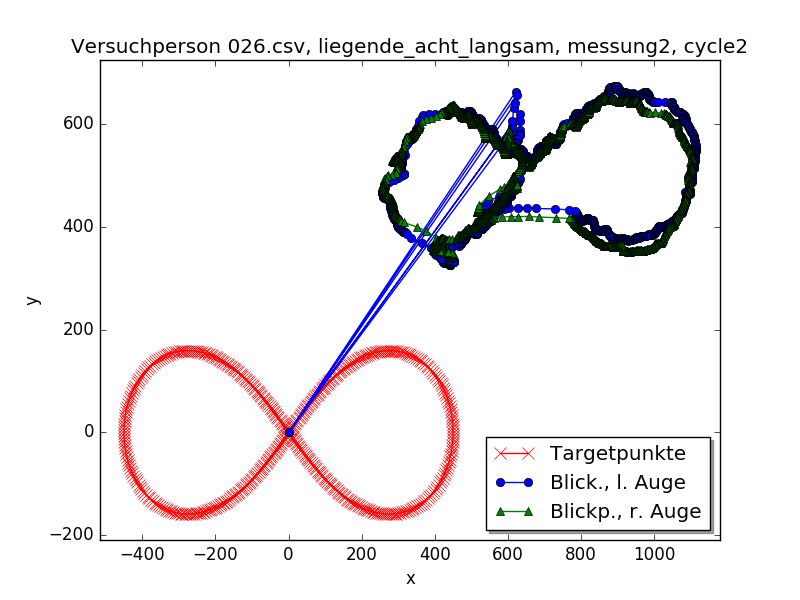 Versuchperson 026.csv, liegende_acht_langsam, messung2, cycle2
600
400
y
200
0
−200
−400
−200
0
200
400
600
800
1000
x
Targetpunkte
Blick., l. Auge
Blickp., r. Auge